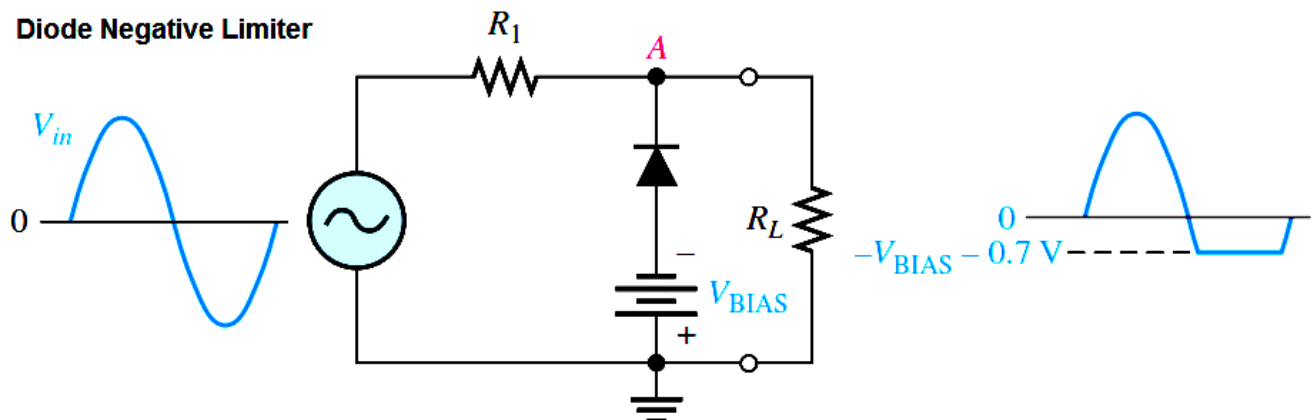 Diode Negative Limiter
R1
A
Vin
0
RL
−
VBIAS
+
0
−VBIAS − 0.7 V